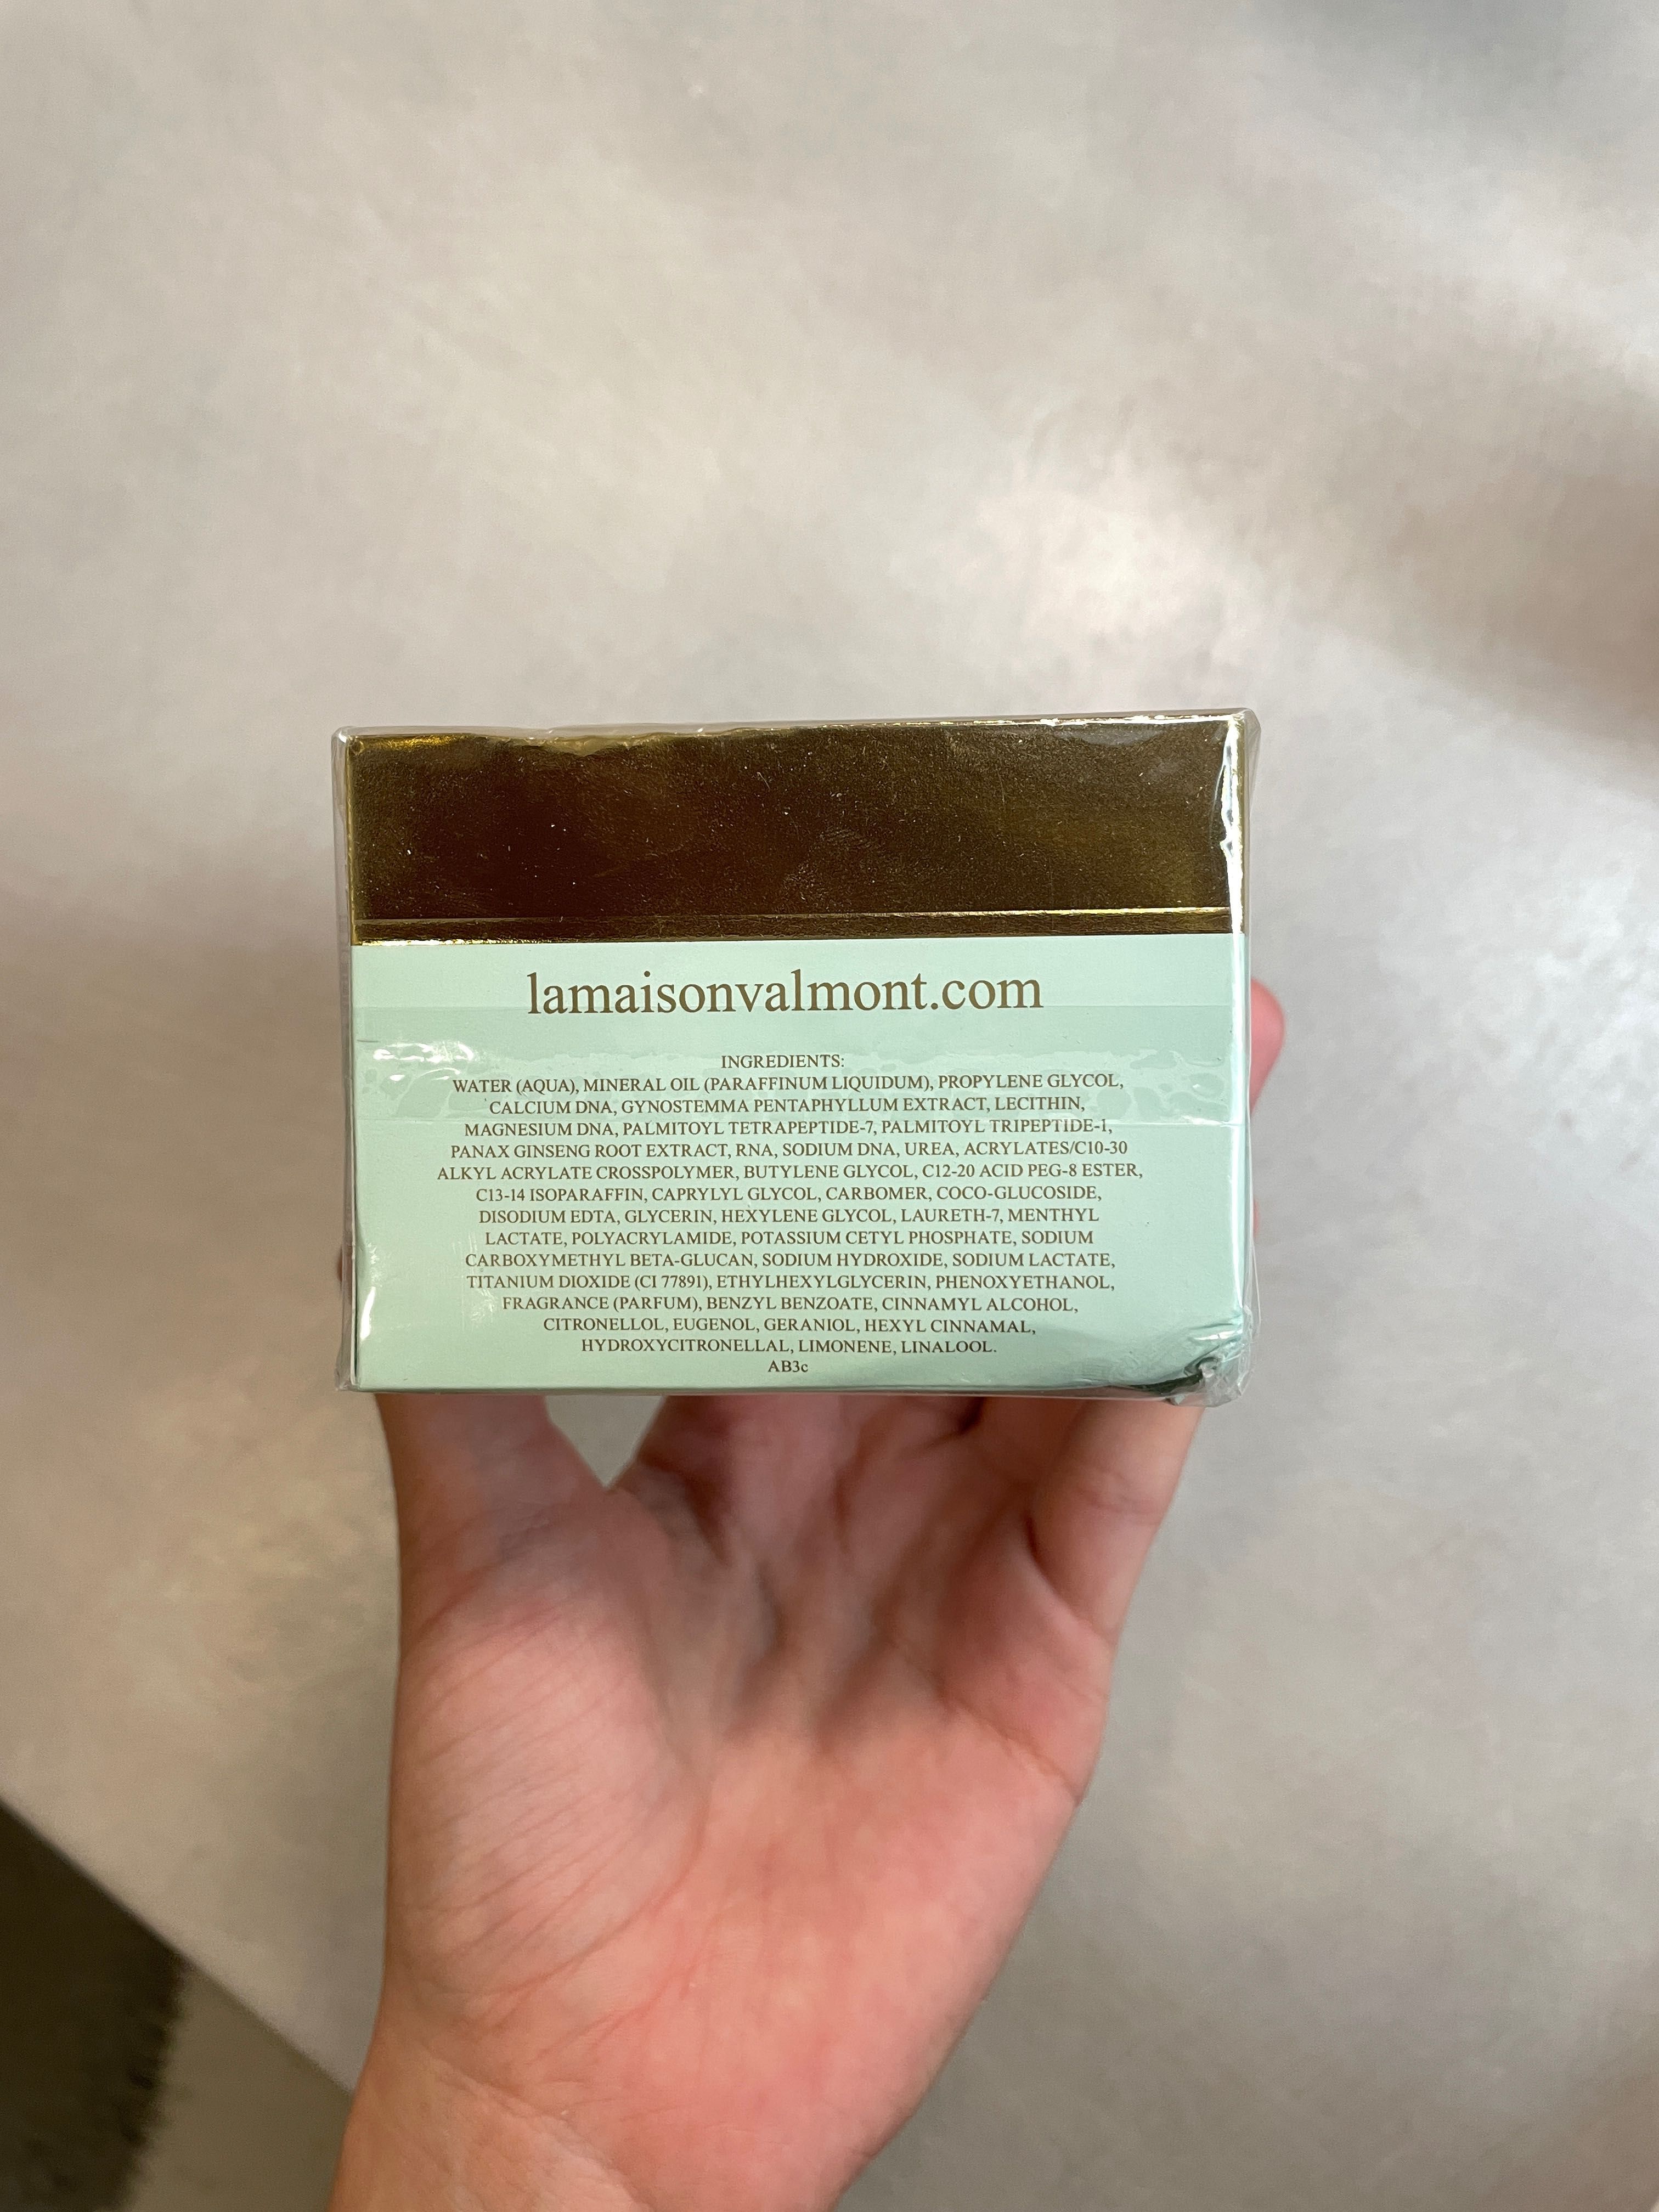 lamaisonvalmont.com
INGREDIENTS:
WATER (AQUA), MINERAL OIL (PARAFFINUM LIQUIDUM), PROPYLENE GLYCOL,
CALCIUM DNA, GYNOSTEMMA PENTAPHYLLUM EXTRACT, LECITHIN,
MAGNESIUM DNA, PALMITOYL TETRAPEPTIDE-7, PALMITOYL TRIPEPTIDE-1,
PANAX GINSENG ROOT EXTRACT, RNA, SODIUM DNA, UREA, ACRYLATES/C10-30
ALKYL ACRYLATE CROSSPOLYMER, BUTYLENE GLYCOL, C12-20 ACID PEG-8 ESTER,
C13-14 ISOPARAFFIN, CAPRYLYL GLYCOL, CARBOMER, COCO-GLUCOSIDE,
DISODIUM EDTA, GLYCERIN, HEXYLENE GLYCOL, LAURETH-7, MENTHYL
LACTATE, POLYACRYLAMIDE, POTASSIUM CETYL PHOSPHATE, SODIUM
CARBOXYMETHYL BETA-GLUCAN, SODIUM HYDROXIDE, SODIUM LACTATE,
TITANIUM DIOXIDE (CI 77891), ETHYLHEXYLGLYCERIN, PHENOXYETHANOL,
FRAGRANCE (PARFUM), BENZYL BENZOATE, CINNAMYL ALCOHOL,
CITRONELLOL, EUGENOL, GERANIOL, HEXYL CINNAMAL,
HYDROXYCITRONELLAL, LIMONENE, LINALOOL.
AB3c